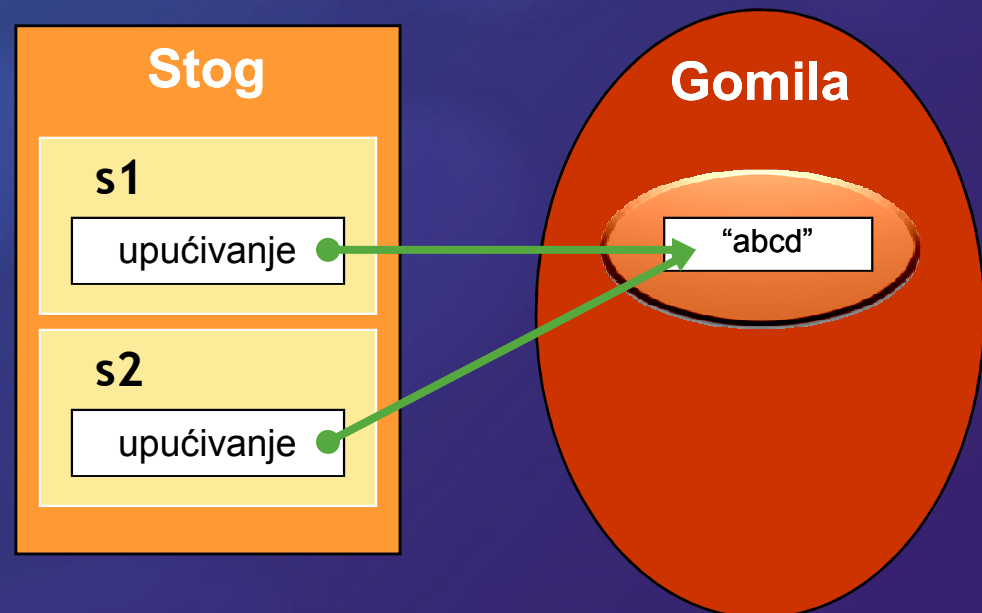 Stog
s1
upućivanje
s2
upućivanje
Gomila
“abcd”